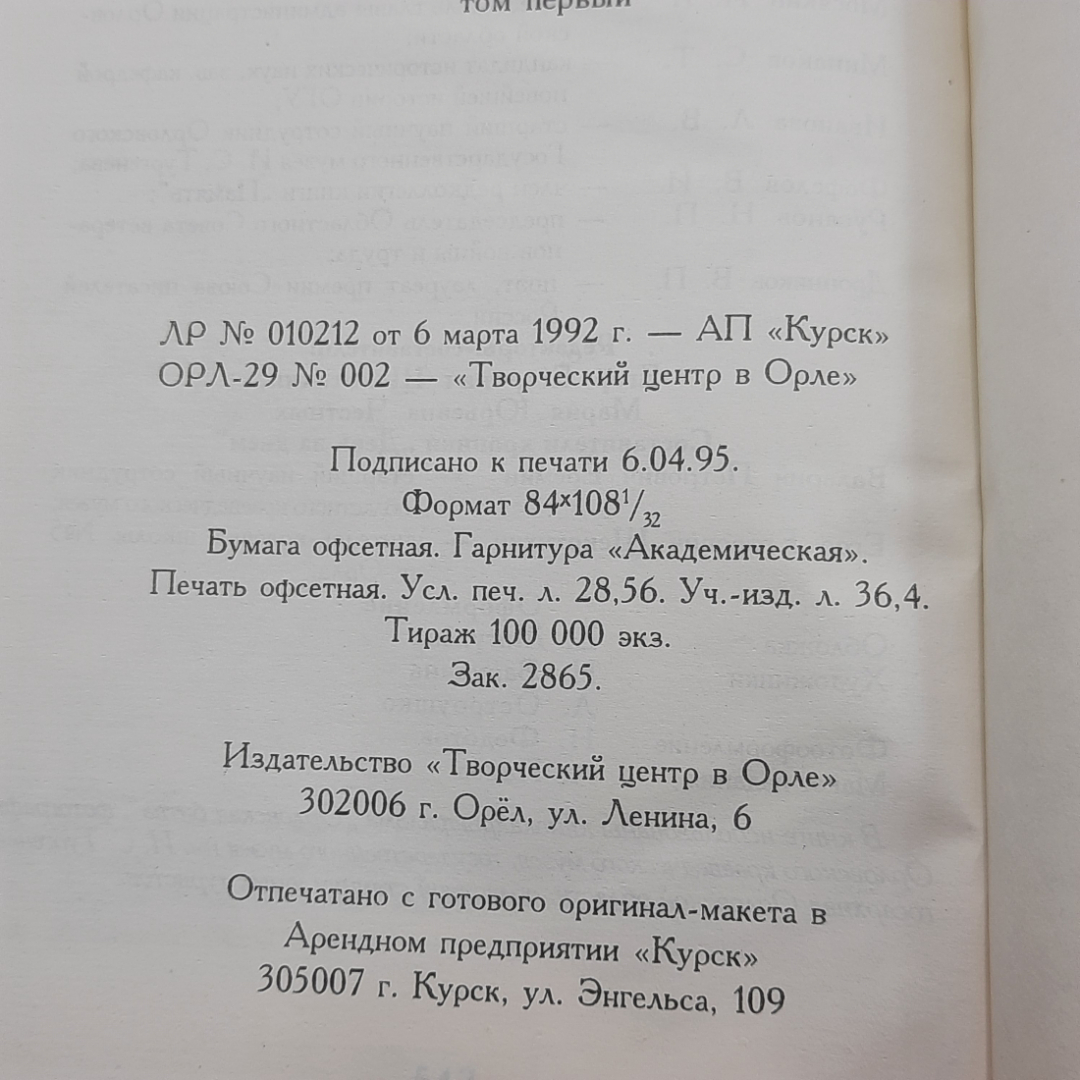 том первый
ЛР № 010212 от 6 марта 1992 г. — АП «Курск»
ОРЛ-29 № 002 — «Творческий центр в Орле»
Подписано к печати 6.04.95.
Формат 84×108¹/₃₂
Бумага офсетная. Гарнитура «Академическая».
Печать офсетная. Усл. печ. л. 28,56. Уч.-изд. л. 36,4.
Тираж 100 000 экз.
Зак. 2865.
Издательство «Творческий центр в Орле»
302006 г. Орёл, ул. Ленина, 6
Отпечатано с готового оригинал-макета в
Арендном предприятии «Курск»
305007 г. Курск, ул. Энгельса, 109